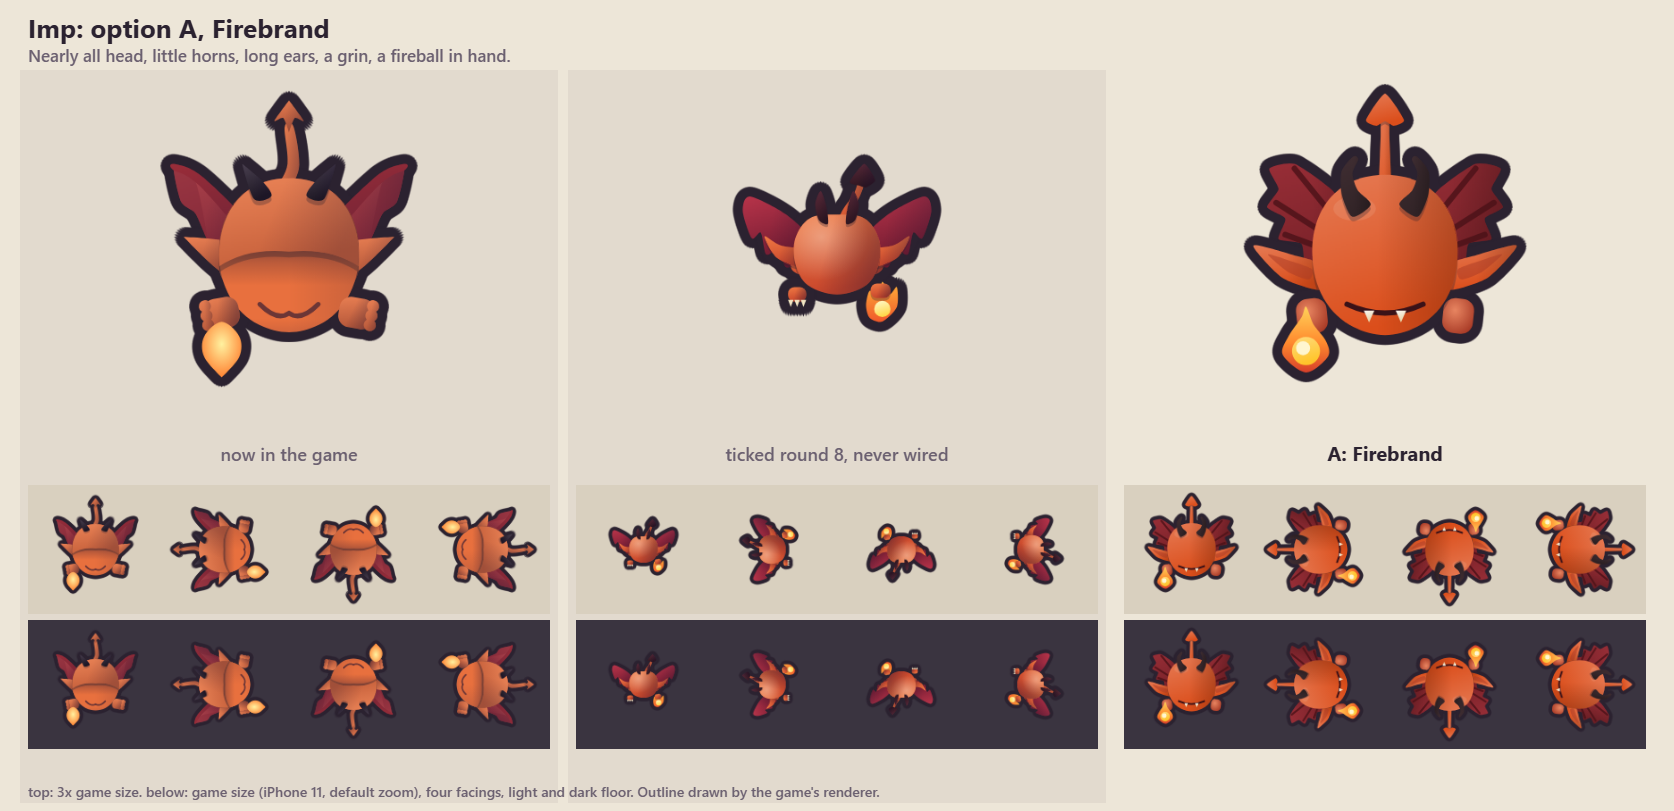 Imp: option A, Firebrand
Nearly all head, little horns, long ears, a grin, a fireball in hand.
now in the game
ticked round 8, never wired
A: Firebrand
top: 3x game size. below: game size (iPhone 11, default zoom), four facings, light and dark floor. Outline drawn by the game's renderer.